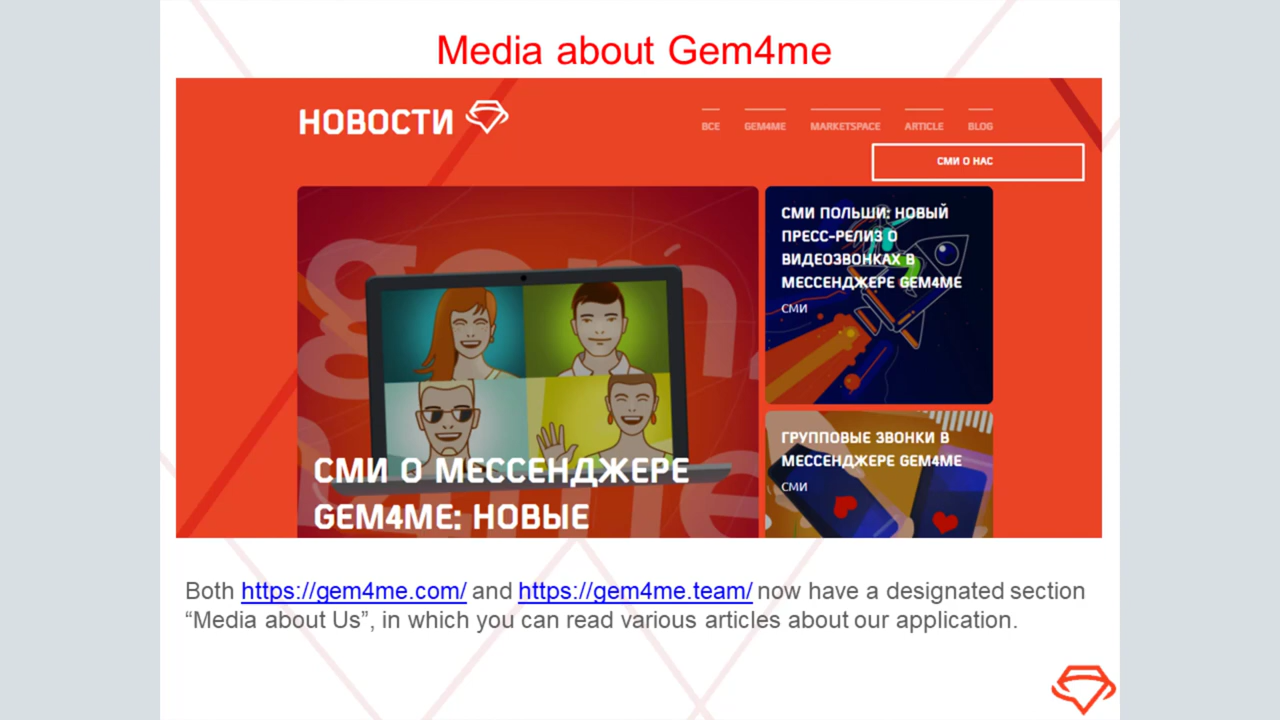 Media about Gem4me
НОВОСТИ
ВСЕ GEM4ME MARKETSPACE ARTICLE BLOG
СМИ О НАС
СМИ ПОЛЬШИ: НОВЫЙ
ПРЕСС-РЕЛИЗ О
ВИДЕОЗВОНКАХ В
МЕССЕНДЖЕРЕ GEM4ME
СМИ
ГРУППОВЫЕ ЗВОНКИ В
МЕССЕНДЖЕРЕ GEM4ME
СМИ
СМИ О МЕССЕНДЖЕРЕ
GEM4ME: НОВЫЕ
Both https://gem4me.com/ and https://gem4me.team/ now have a designated section
“Media about Us”, in which you can read various articles about our application.